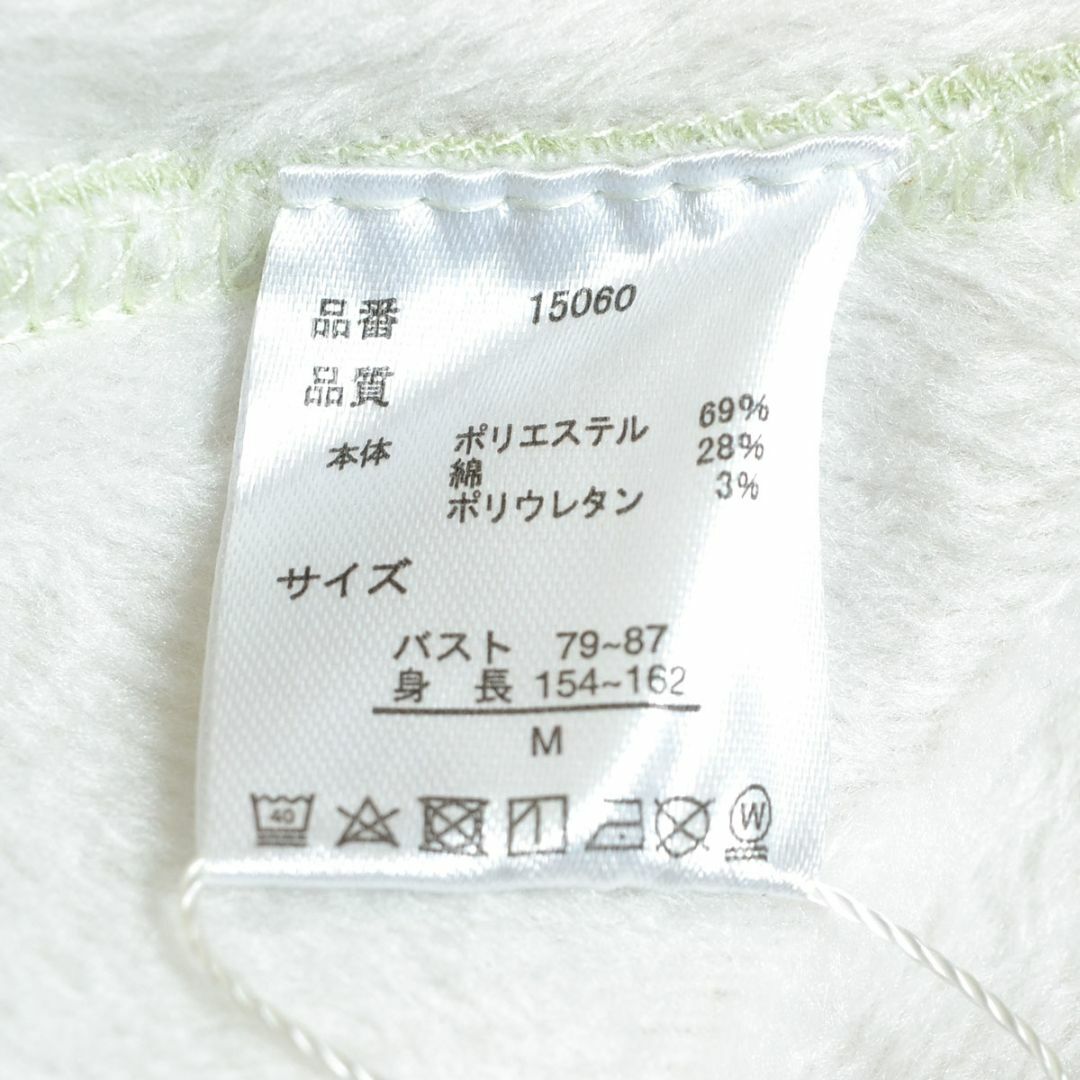 品番 15060
品質
本体 ポリエステル 69%
綿 28%
ポリウレタン 3%
サイズ
バスト 79~87
身 長 154~162
M
40
W